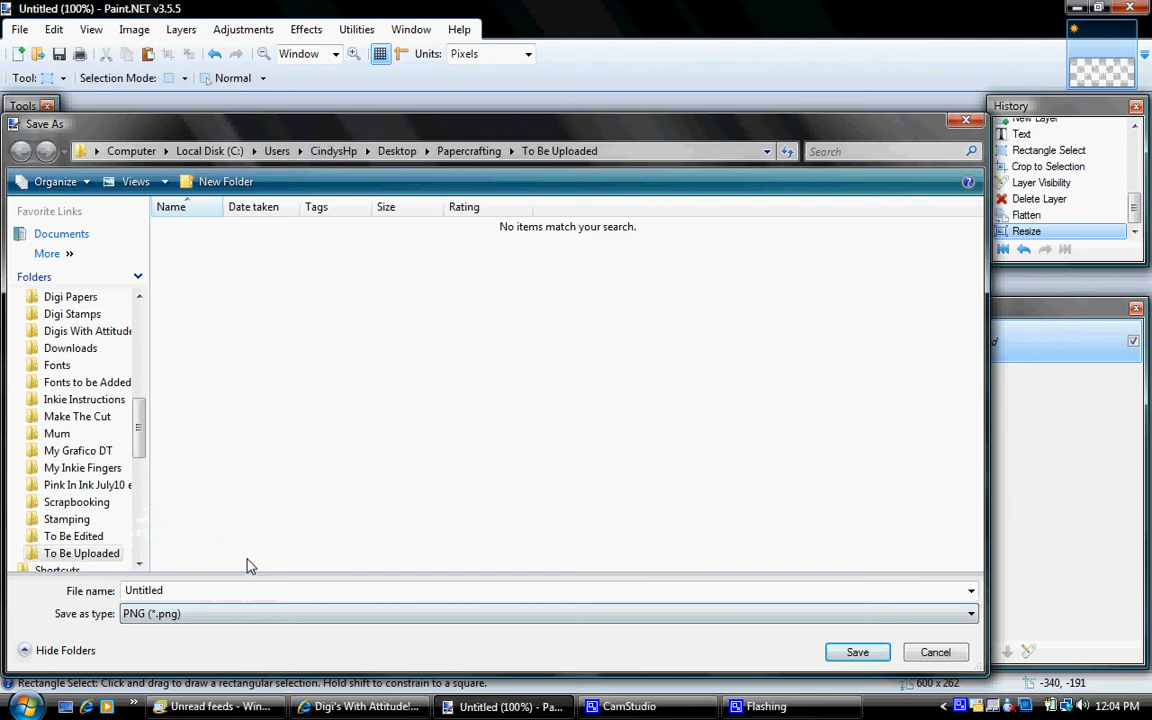 Untitled (100%) - Paint.NET v3.5.5
File Edit View Image Layers Adjustments Effects Utilities Window Help
Window Units: Pixels
Tool: Selection Mode: Normal
Tools
History
Save As
Computer Local Disk (C:) Users CindysHp Desktop Papercrafting To Be Uploaded
Search
Organize Views New Folder
Favorite Links
Documents
More »
Folders
Digi Papers
Digi Stamps
Digis With Attitude
Downloads
Fonts
Fonts to be Added
Inkie Instructions
Make The Cut
Mum
My Grafico DT
My Inkie Fingers
Pink In Ink July10 e
Scrapbooking
Stamping
To Be Edited
To Be Uploaded
Shortcuts
Name Date taken Tags Size Rating
No items match your search.
New Layer
Text
Rectangle Select
Crop to Selection
Layer Visibility
Delete Layer
Flatten
Resize
File name: Untitled
Save as type: PNG (*.png)
Hide Folders
Save Cancel
Rectangle Select: Click and drag to draw a rectangular selection. Hold shift to constrain to a square.
600 x 262
-340, -191
Unread feeds - Win...
Digi's With Attitude!...
Untitled (100%) - Pa...
CamStudio
Flashing
12:04 PM